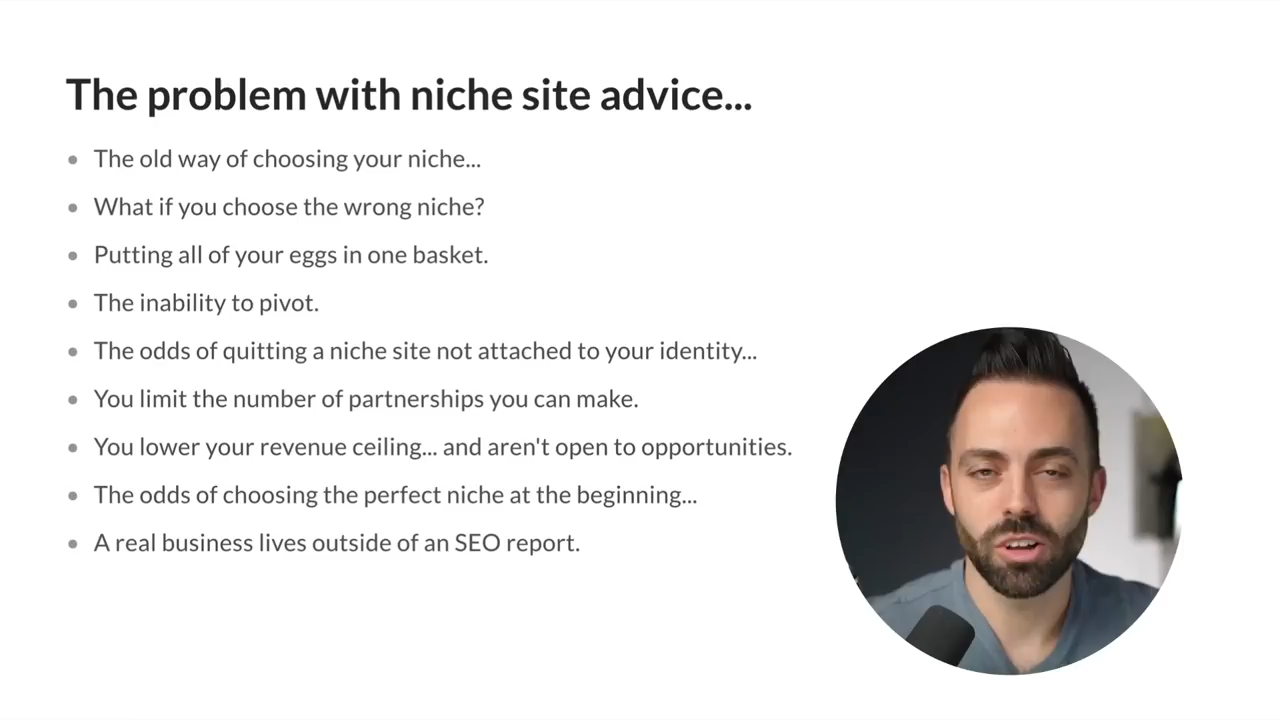 The problem with niche site advice...
The old way of choosing your niche...
What if you choose the wrong niche?
Putting all of your eggs in one basket.
The inability to pivot.
The odds of quitting a niche site not attached to your identity...
You limit the number of partnerships you can make.
You lower your revenue ceiling... and aren't open to opportunities.
The odds of choosing the perfect niche at the beginning...
A real business lives outside of an SEO report.